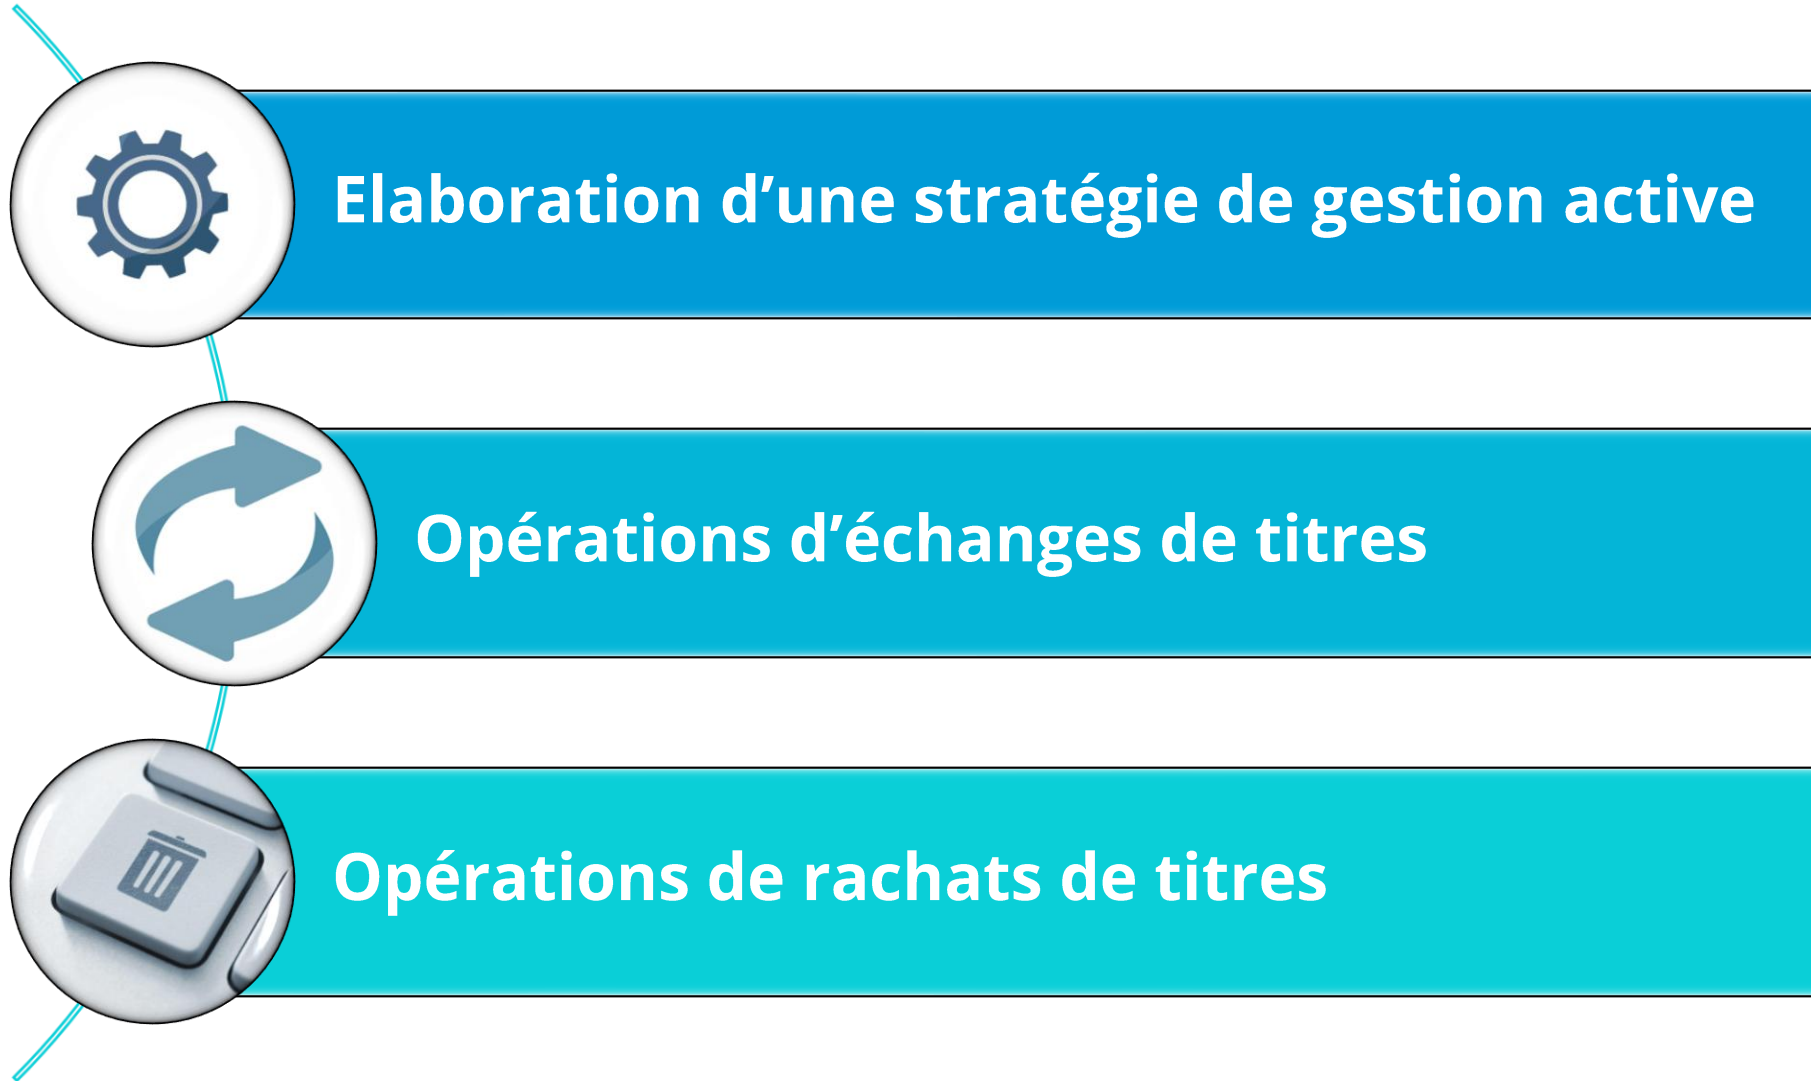 Elaboration d’une stratégie de gestion active
Opérations d’échanges de titres
Opérations de rachats de titres